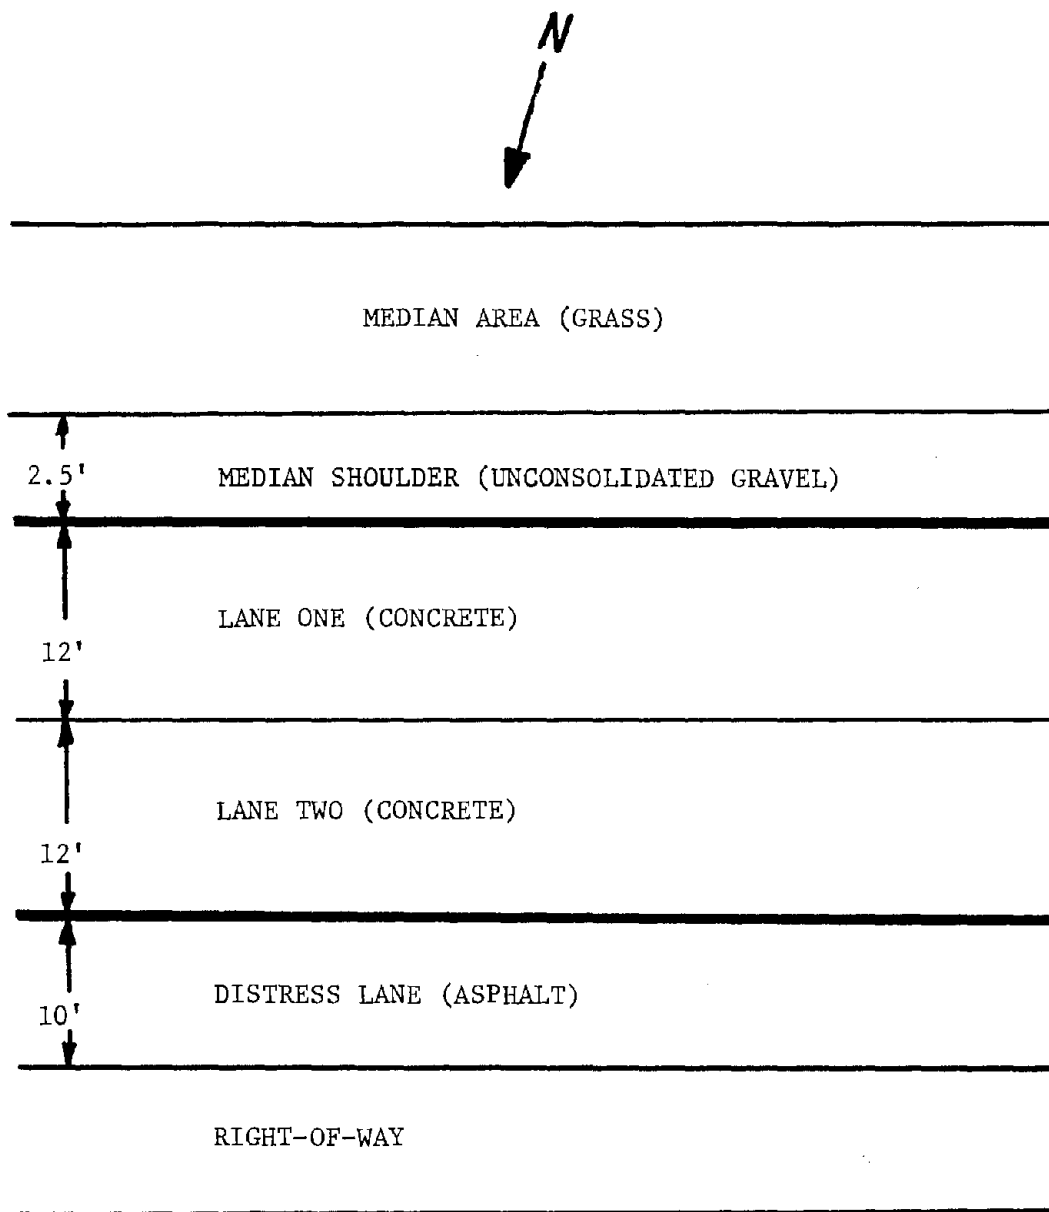 N
MEDIAN AREA (GRASS)
2.5'
MEDIAN SHOULDER (UNCONSOLIDATED GRAVEL)
LANE ONE (CONCRETE)
12'
LANE TWO (CONCRETE)
12'
DISTRESS LANE (ASPHALT)
10'
RIGHT-OF-WAY